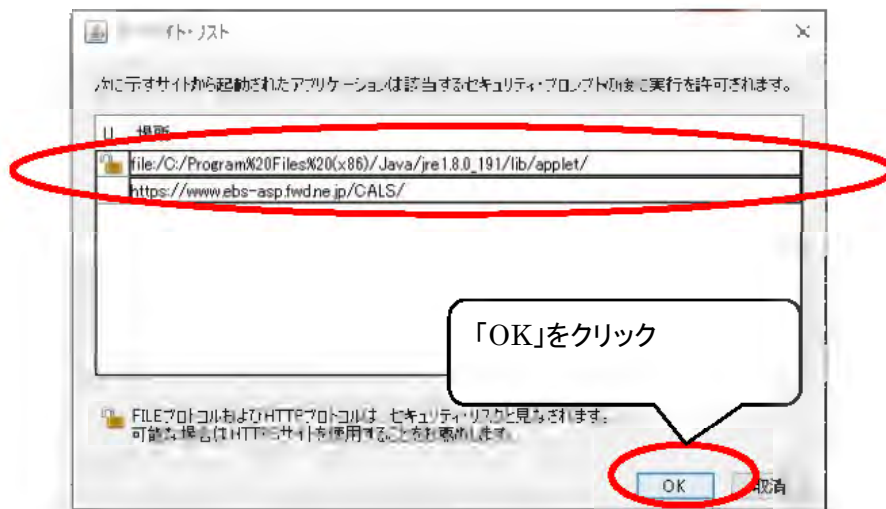 イト・リスト
次に示すサイトから起動されたアプリケーションは該当するセキュリティ・プロンプトの後に実行を許可されます。
場所
file:/C:/Program%20Files%20(x86)/Java/jre1.8.0_191/lib/applet/
https://www.ebs-asp.fwd.ne.jp/CALS/
「OK」をクリック
FILEプロトコルおよびHTTPプロトコルは、セキュリティ・リスクと見なされます。
可能な場合はHTTPSサイトを使用することをお薦めします。
OK
取消